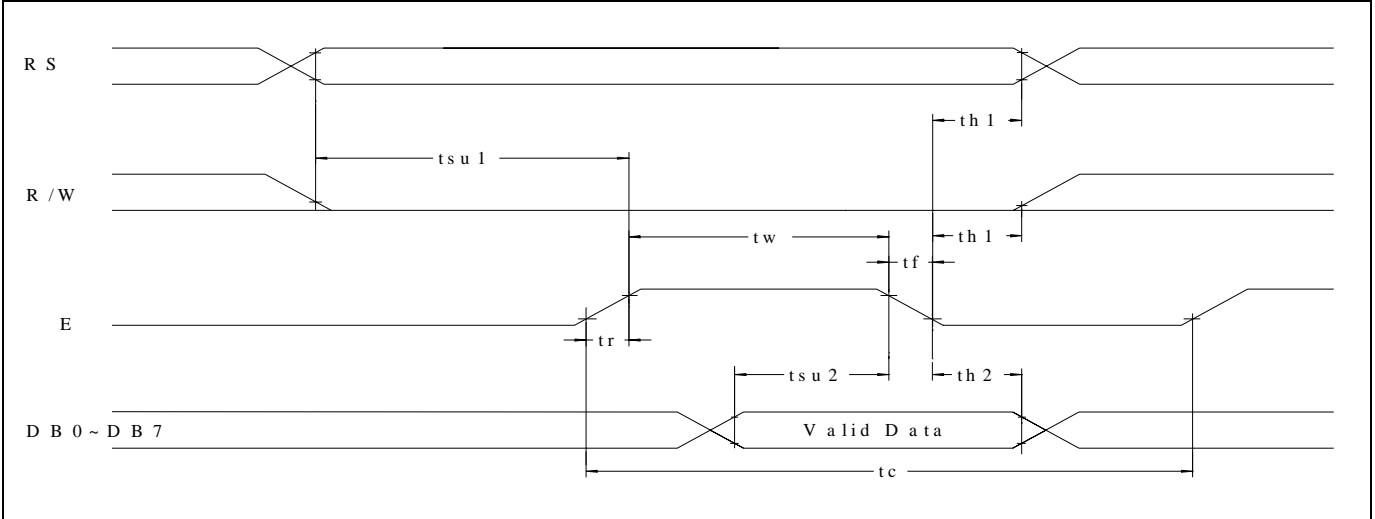 RS
th1
tsu1
R/W
tw
th1
tf
E
tr
tsu2
th2
DB0~DB7
Valid Data
tc